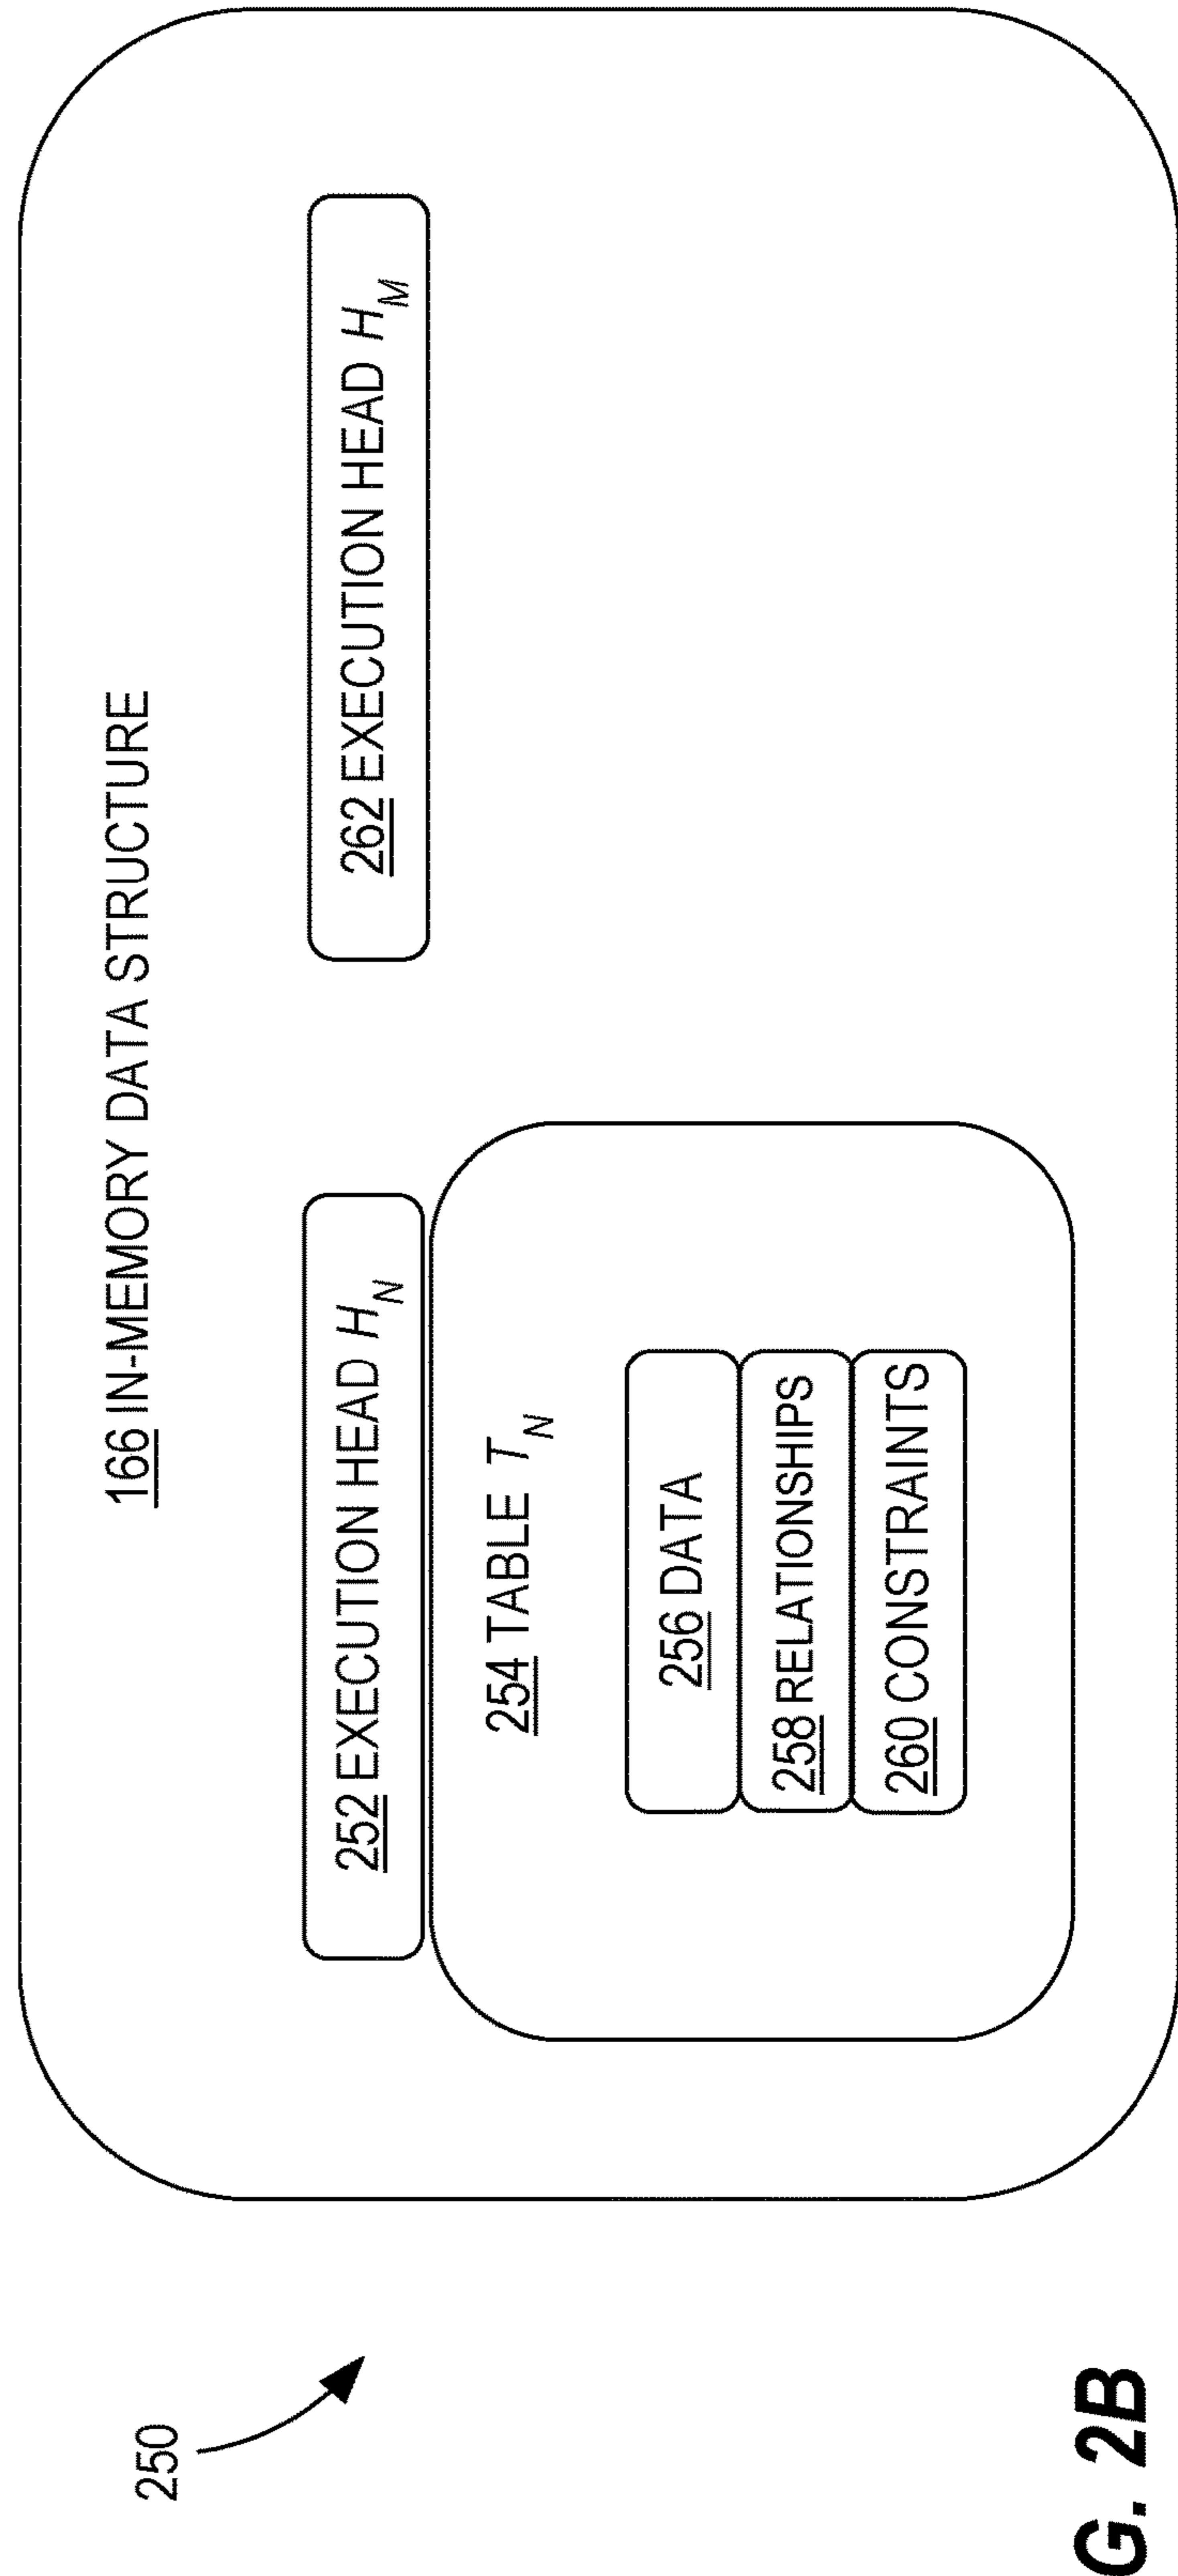 250
166 IN-MEMORY DATA STRUCTURE
252 EXECUTION HEAD H_N
262 EXECUTION HEAD H_M
254 TABLE T_N
256 DATA
258 RELATIONSHIPS
260 CONSTRAINTS
G. 2B